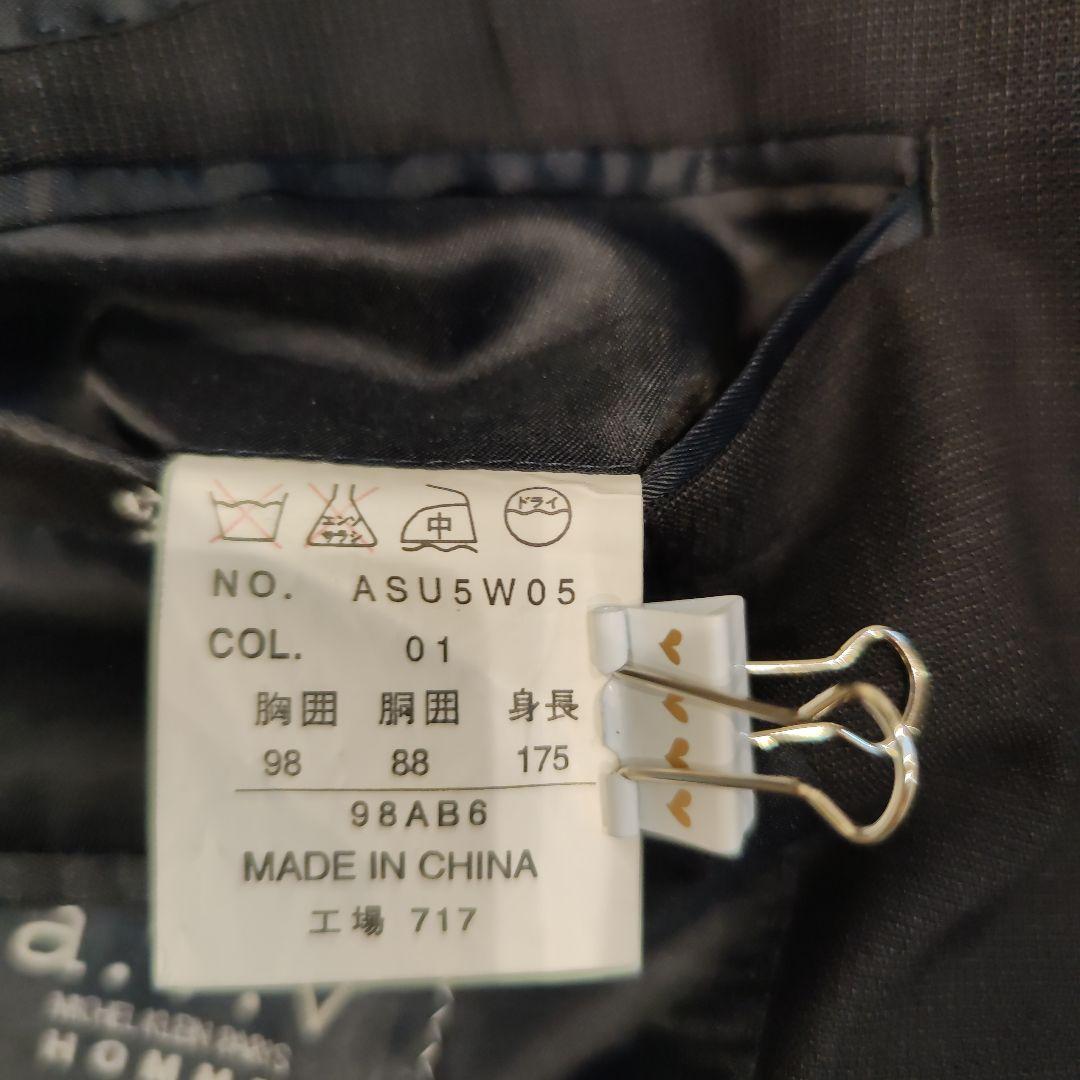 エンソ
サラシ
中
ドライ
NO. ASU5W05
COL. 01
胸囲 胴囲 身長
98 88 175
98AB6
MADE IN CHINA
工場 717
a.v.v
MICHEL KLEIN PARIS
HOMME